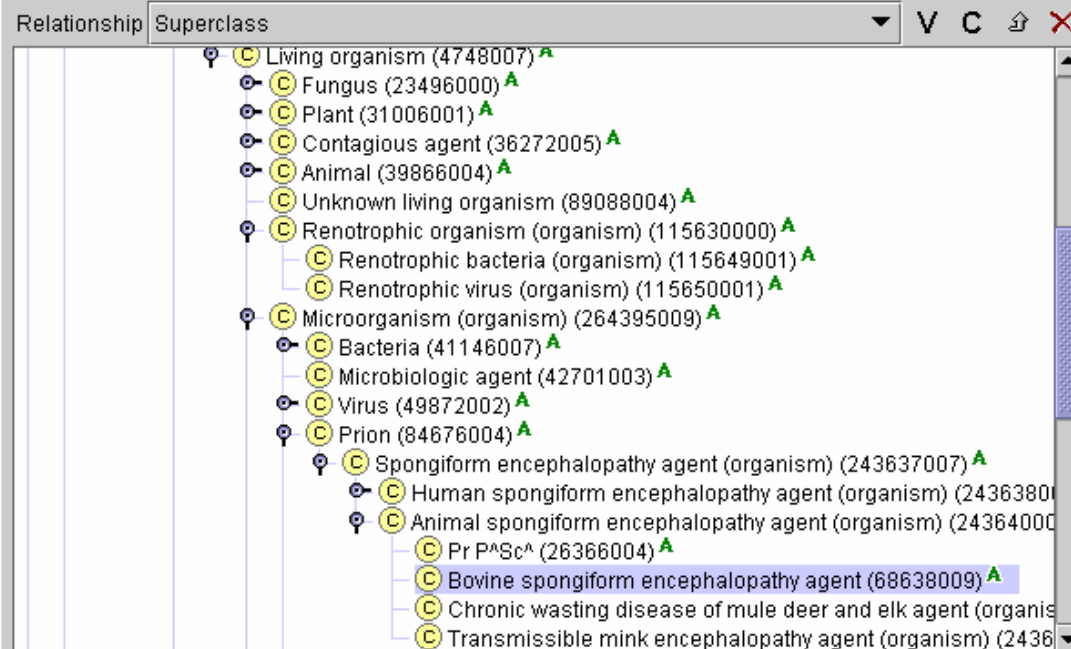 Relationship Superclass V C
C Living organism (4748007) A
C Fungus (23496000) A
C Plant (31006001) A
C Contagious agent (36272005) A
C Animal (39866004) A
C Unknown living organism (89088004) A
C Renotrophic organism (organism) (115630000) A
C Renotrophic bacteria (organism) (115649001) A
C Renotrophic virus (organism) (115650001) A
C Microorganism (organism) (264395009) A
C Bacteria (41146007) A
C Microbiologic agent (42701003) A
C Virus (49872002) A
C Prion (84676004) A
C Spongiform encephalopathy agent (organism) (243637007) A
C Human spongiform encephalopathy agent (organism) (2436380
C Animal spongiform encephalopathy agent (organism) (24364000
C Pr P^Sc^ (26366004) A
C Bovine spongiform encephalopathy agent (68638009) A
C Chronic wasting disease of mule deer and elk agent (organis
C Transmissible mink encephalopathy agent (organism) (2436